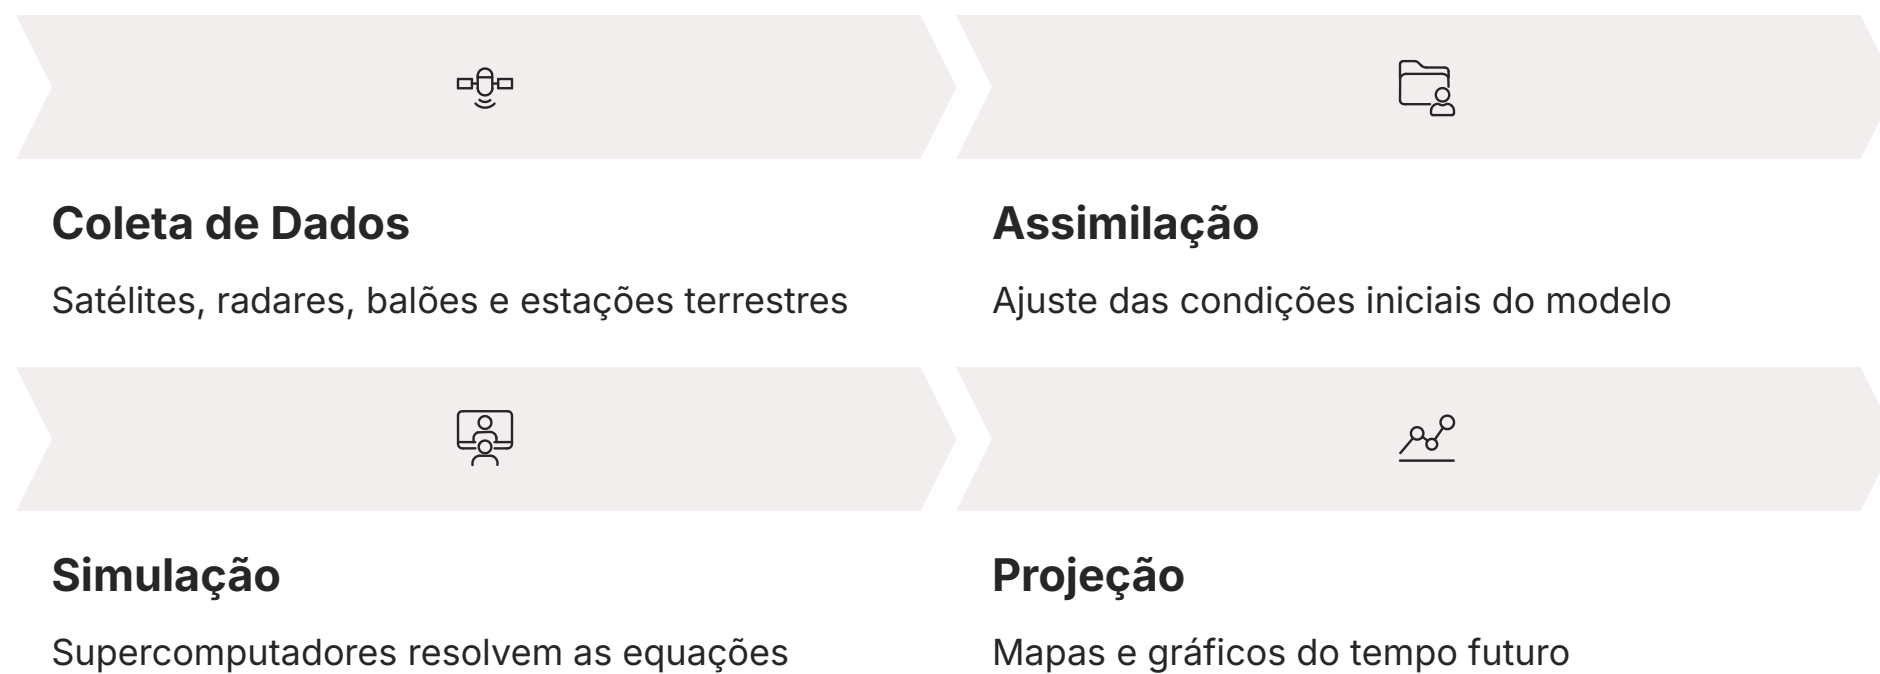 Coleta de Dados
Satélites, radares, balões e estações terrestres
Assimilação
Ajuste das condições iniciais do modelo
Simulação
Supercomputadores resolvem as equações
Projeção
Mapas e gráficos do tempo futuro